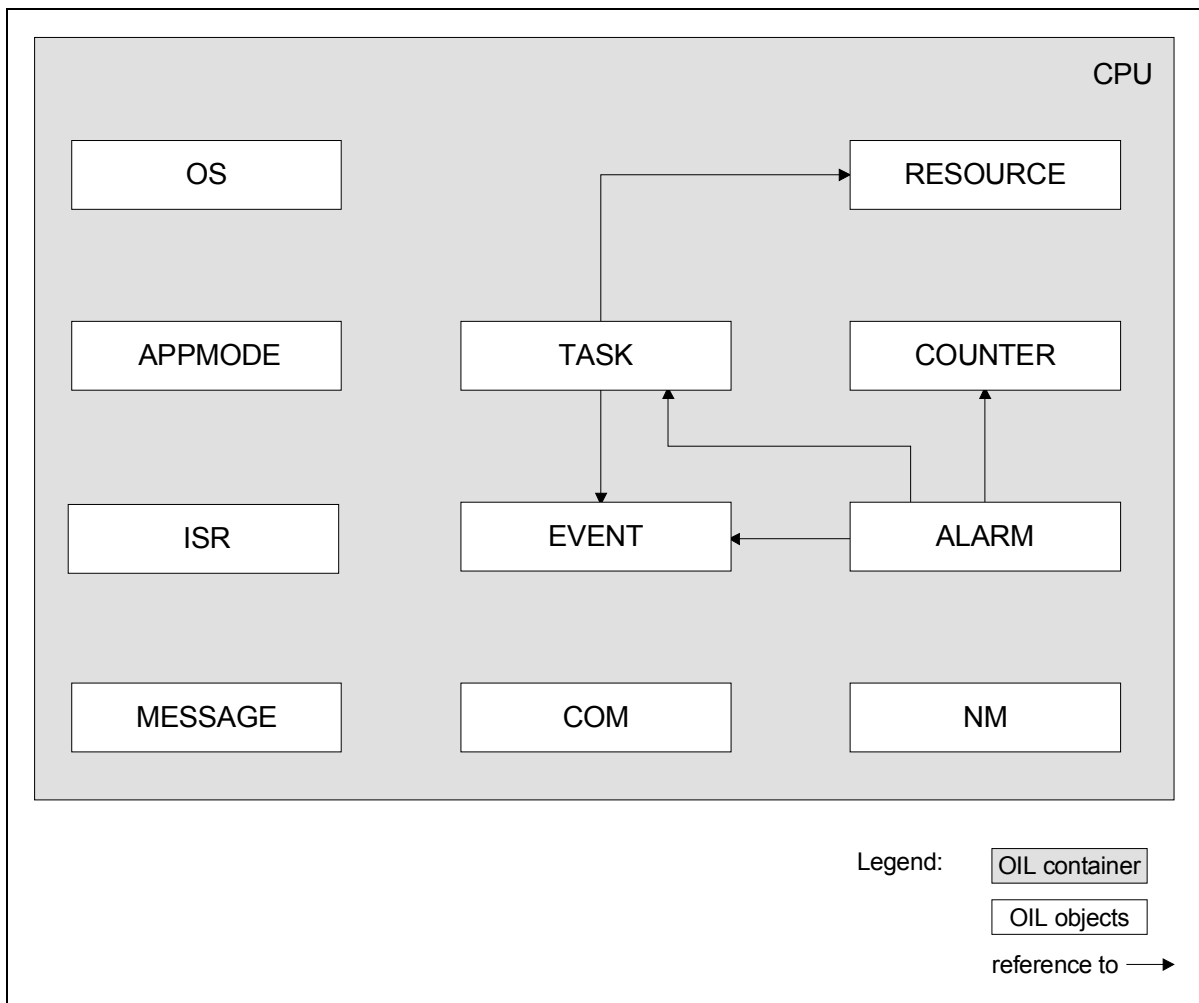 CPU
OS
RESOURCE
APPMODE
TASK
COUNTER
ISR
EVENT
ALARM
MESSAGE
COM
NM
Legend:
OIL container
OIL objects
reference to